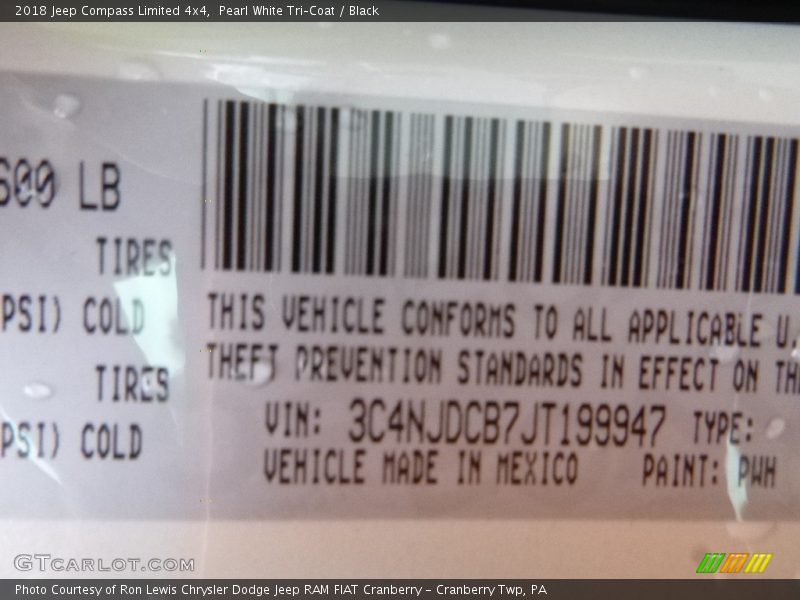 2018 Jeep Compass Limited 4x4, Pearl White Tri-Coat / Black
600 LB
TIRES
PSI) COLD
TIRES
PSI) COLD
THIS VEHICLE CONFORMS TO ALL APPLICABLE U.
THEFT PREVENTION STANDARDS IN EFFECT ON TH
VIN: 3C4NJDCB7JT199947 TYPE:
VEHICLE MADE IN MEXICO PAINT: PWH
GTCARLOT.COM
Photo Courtesy of Ron Lewis Chrysler Dodge Jeep RAM FIAT Cranberry – Cranberry Twp, PA